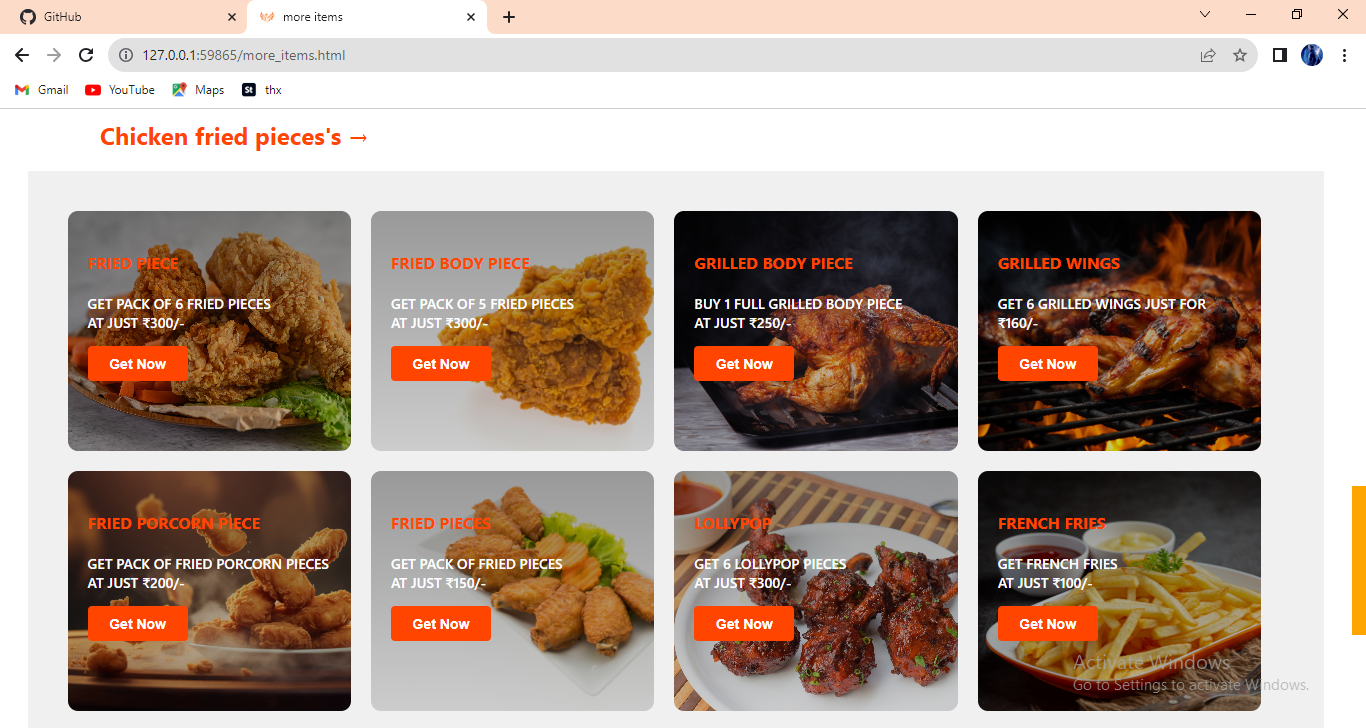 GitHub
more items
127.0.0.1:59865/more_items.html
Gmail
YouTube
Maps
St
thx
Chicken fried pieces's →
FRIED PIECE
GET PACK OF 6 FRIED PIECES
AT JUST ₹300/-
Get Now
FRIED BODY PIECE
GET PACK OF 5 FRIED PIECES
AT JUST ₹300/-
Get Now
GRILLED BODY PIECE
BUY 1 FULL GRILLED BODY PIECE
AT JUST ₹250/-
Get Now
GRILLED WINGS
GET 6 GRILLED WINGS JUST FOR
₹160/-
Get Now
FRIED PORCORN PIECE
GET PACK OF FRIED PORCORN PIECES
AT JUST ₹200/-
Get Now
FRIED PIECES
GET PACK OF FRIED PIECES
AT JUST ₹150/-
Get Now
LOLLYPOP
GET 6 LOLLYPOP PIECES
AT JUST ₹300/-
Get Now
FRENCH FRIES
GET FRENCH FRIES
AT JUST ₹100/-
Get Now
Activate Windows
Go to Settings to activate Windows.